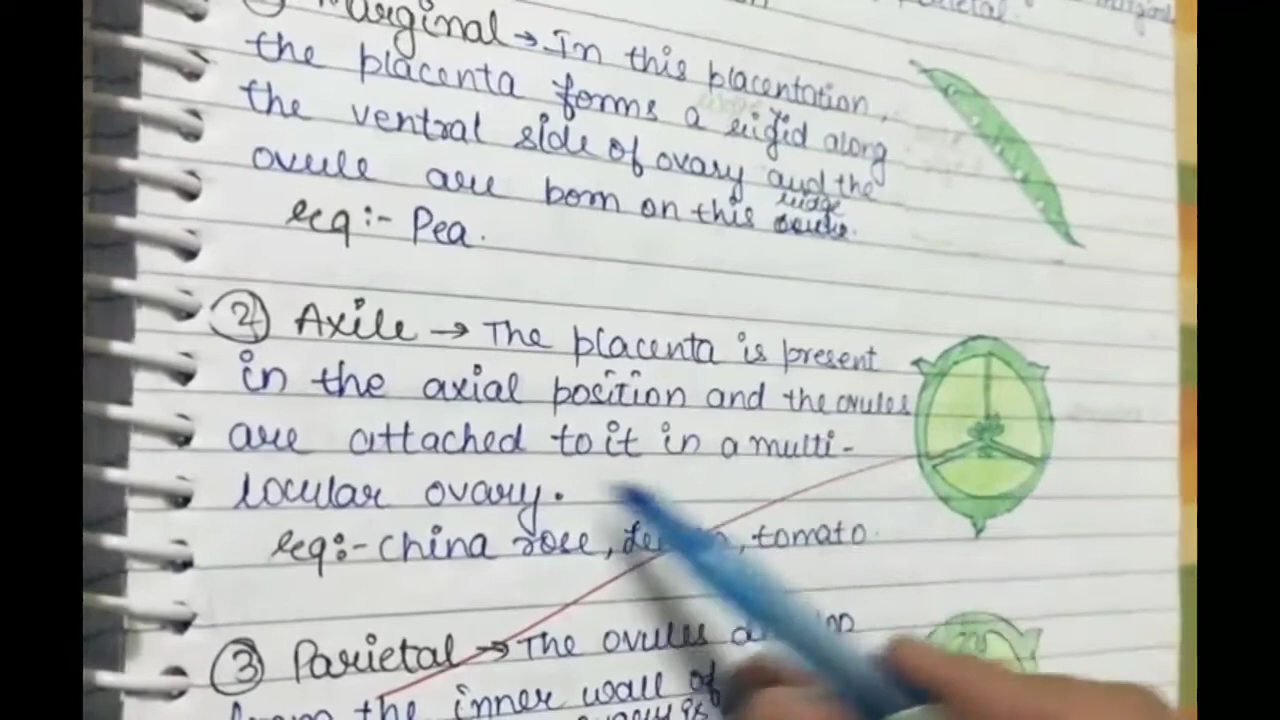 Marginal → In this placentation,
the placenta forms a rigid along
the ventral side of ovary and the
ridge
ovule are born on this
eg:- Pea.
② Axile → The placenta is present
in the axial position and the ovules
are attached to it in a multi-
locular ovary.
eg:- China rose, , tomato.
③ Parietal → The ovules
from the inner wall of